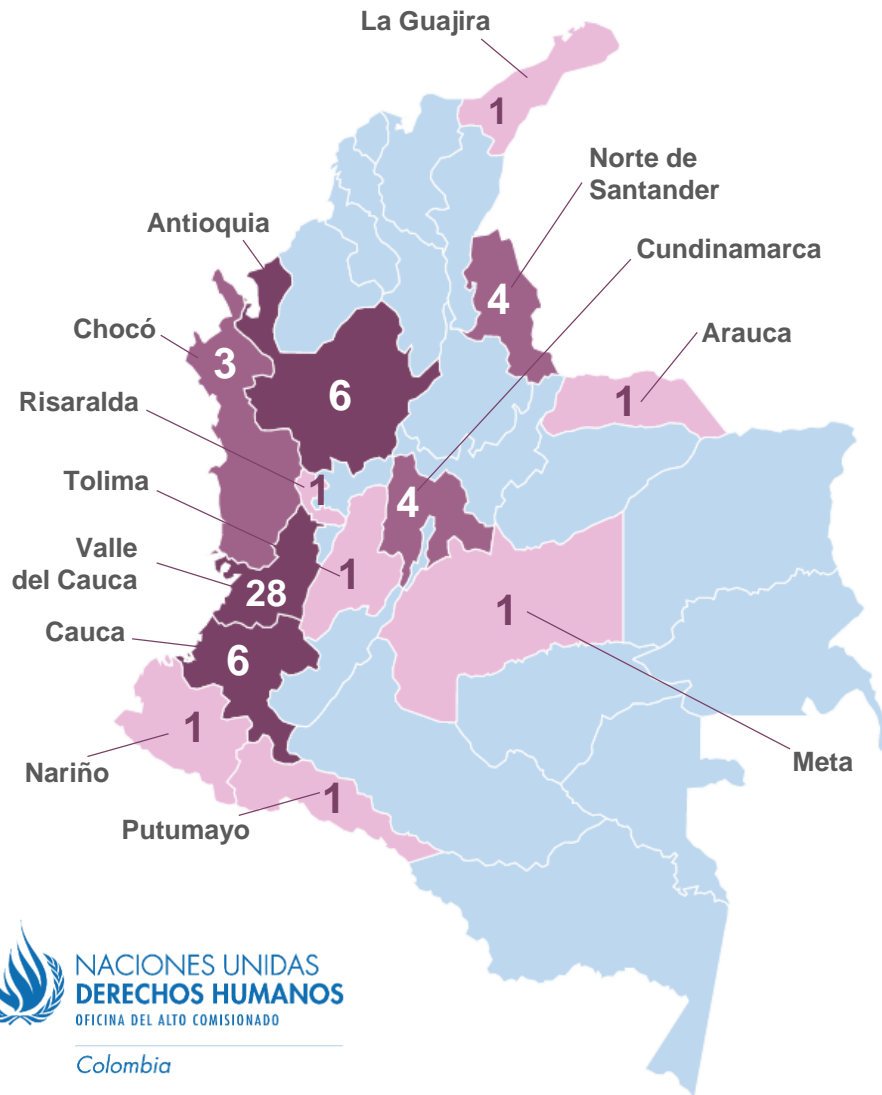 La Guajira
1
Norte de
Santander
Antioquia
Cundinamarca
4
Chocó
3
Arauca
Risaralda
6
1
1
Tolima
4
Valle
del Cauca
1
28
1
Cauca
6
1
Nariño
Meta
1
Putumayo
NACIONES UNIDAS
DERECHOS HUMANOS
OFICINA DEL ALTO COMISIONADO
Colombia